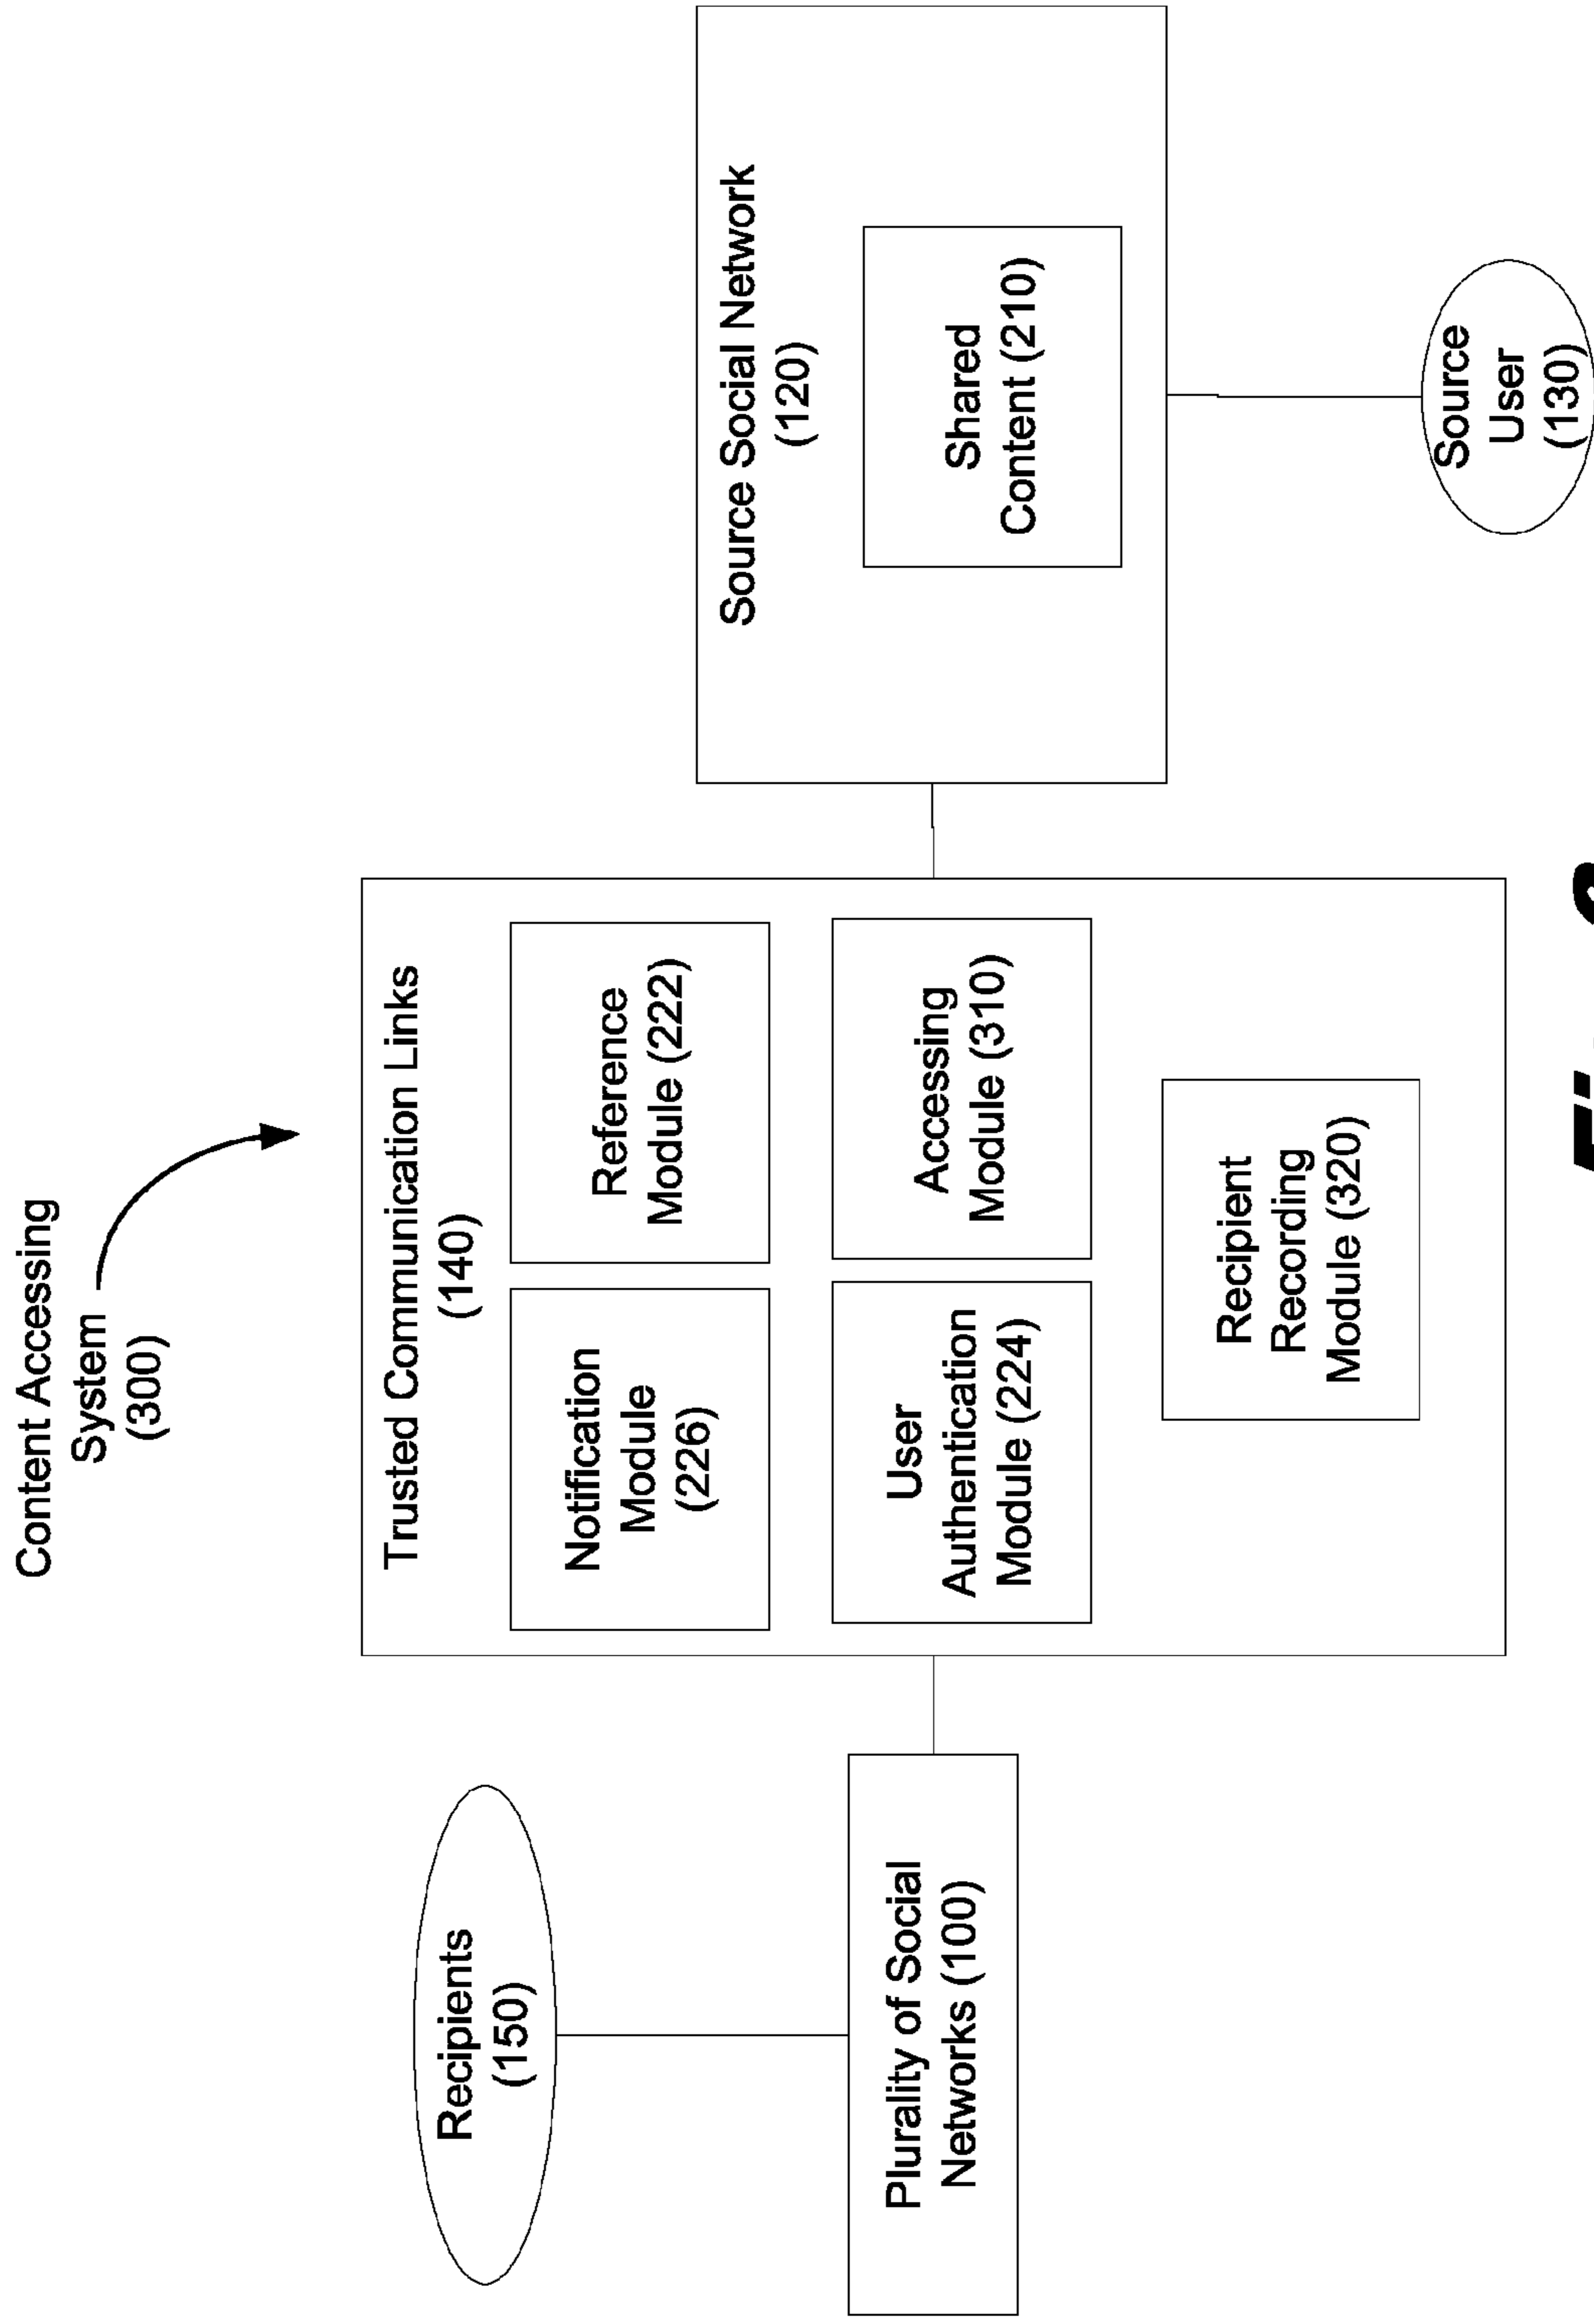 Content Accessing
System
(300)
Recipients
(150)
Plurality of Social
Networks (100)
Trusted Communication Links
(140)
Notification
Module
(226)
Reference
Module (222)
User
Authentication
Module (224)
Accessing
Module (310)
Recipient
Recording
Module (320)
Source Social Network
(120)
Shared
Content (210)
Source
User
(130)